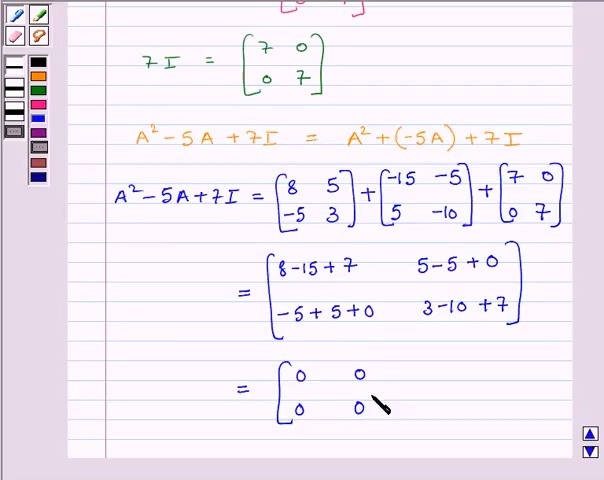 7I = [7 0; 0 7]
A² - 5A + 7I = A² + (-5A) + 7I
A² - 5A + 7I = [8 5; -5 3] + [-15 -5; 5 -10] + [7 0; 0 7]
= [8-15+7 5-5+0; -5+5+0 3-10+7]
= [0 0; 0 0